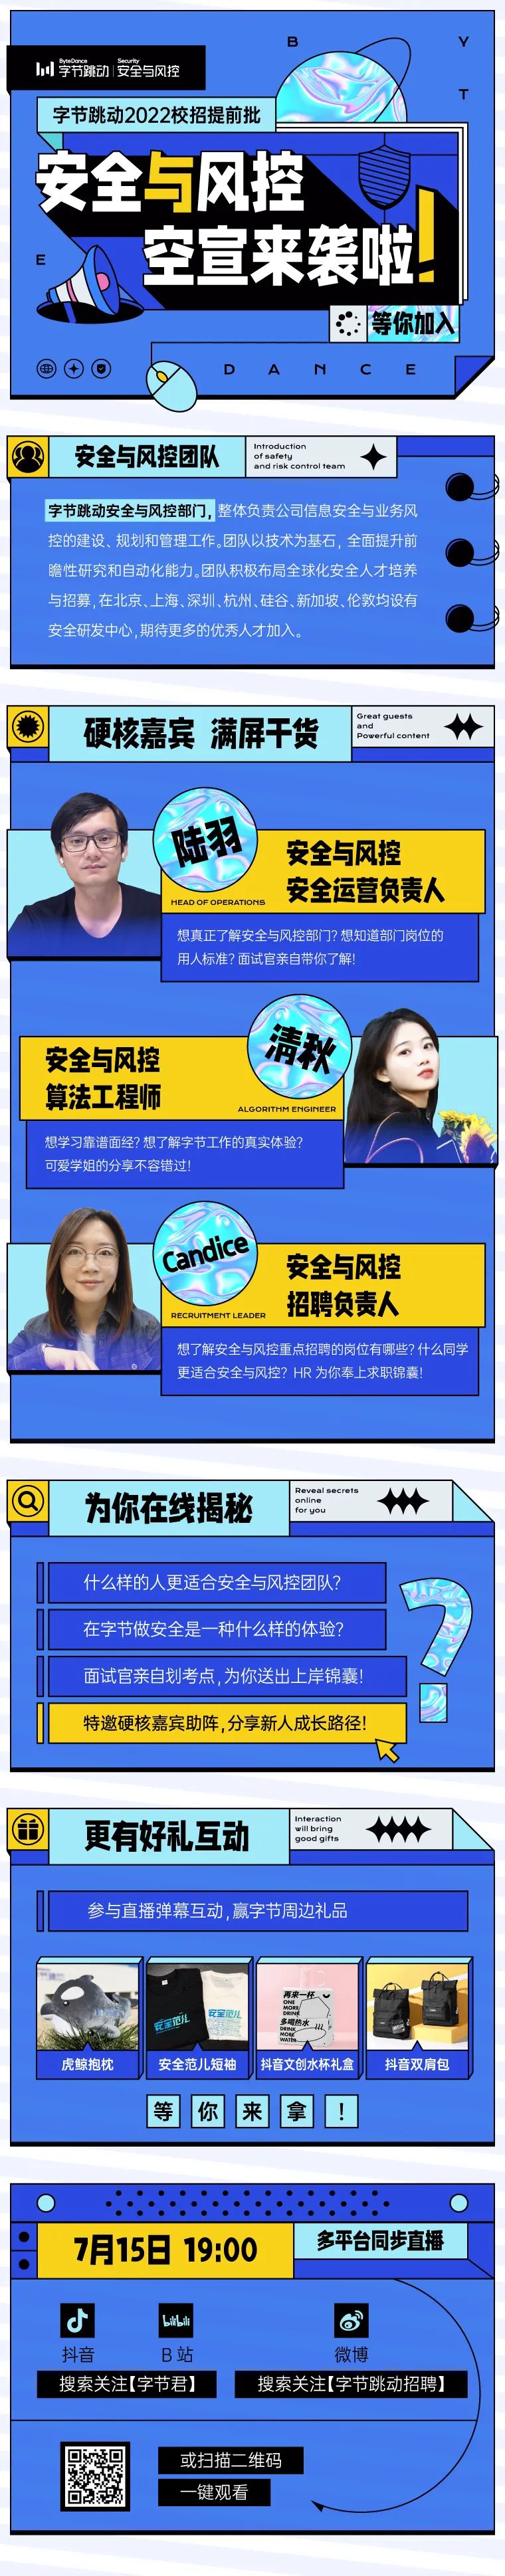 B Y
T
ByteDance Security
字节跳动 安全与风控
字节跳动2022校招提前批
安全与风控
空宣来袭啦!
E
等你加入
D A N C E
安全与风控团队
Introduction
of safety
and risk control team
字节跳动安全与风控部门,整体负责公司信息安全与业务风
控的建设、规划和管理工作。团队以技术为基石,全面提升前
瞻性研究和自动化能力。团队积极布局全球化安全人才培养
与招募,在北京、上海、深圳、杭州、硅谷、新加坡、伦敦均设有
安全研发中心,期待更多的优秀人才加入。
硬核嘉宾 满屏干货
Great guests
and
Powerful content
陆羽
HEAD OF OPERATIONS
安全与风控
安全运营负责人
想真正了解安全与风控部门?想知道部门岗位的
用人标准?面试官亲自带你了解!
清秋
安全与风控
算法工程师
ALGORITHM ENGINEER
想学习靠谱面经?想了解字节工作的真实体验?
可爱学姐的分享不容错过!
Candice
RECRUITMENT LEADER
安全与风控
招聘负责人
想了解安全与风控重点招聘的岗位有哪些?什么同学
更适合安全与风控? HR 为你奉上求职锦囊!
为你在线揭秘
Reveal secrets
online
for you
什么样的人更适合安全与风控团队?
在字节做安全是一种什么样的体验?
面试官亲自划考点,为你送出上岸锦囊!
特邀硬核嘉宾助阵,分享新人成长路径!
?
更有好礼互动
Interaction
will bring
good gifts
参与直播弹幕互动,赢字节周边礼品
安全范儿
安全范儿
再来一杯
ONE
MORE
DRINK
多喝热水
DRINK
MORE
WATER
虎鲸抱枕
安全范儿短袖
抖音文创水杯礼盒
抖音双肩包
等你来拿!
7月15日 19:00
多平台同步直播
bilibili
抖音
B 站
微博
搜索关注【字节君】
搜索关注【字节跳动招聘】
或扫描二维码
一键观看